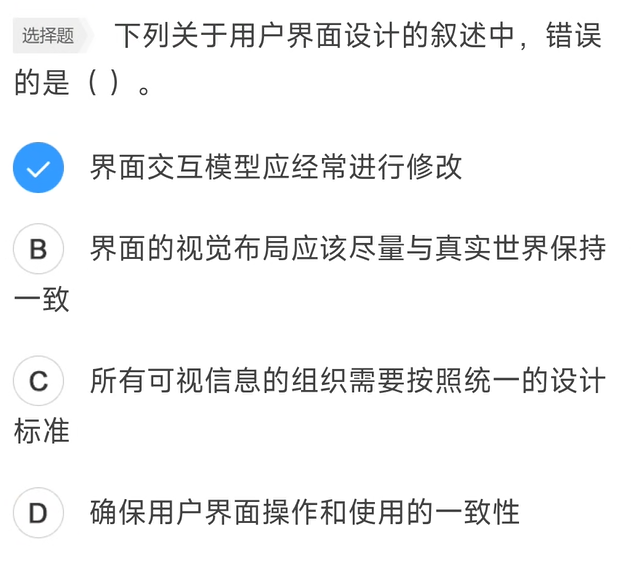 选择题 下列关于用户界面设计的叙述中，错误
的是（ ）。
界面交互模型应经常进行修改
B 界面的视觉布局应该尽量与真实世界保持
一致
C 所有可视信息的组织需要按照统一的设计
标准
D 确保用户界面操作和使用的一致性